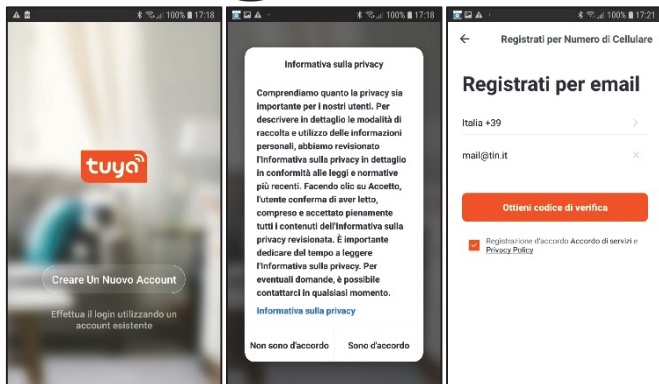 100% 17:18
tuya
Creare Un Nuovo Account
Effettua il login utilizzando un
account esistente
100% 17:18
Informativa sulla privacy
Comprendiamo quanto la privacy sia
importante per i nostri utenti. Per
descrivere in dettaglio le modalità di
raccolta e utilizzo delle informazioni
personali, abbiamo revisionato
l'Informativa sulla privacy in dettaglio
in conformità alle leggi e normative
più recenti. Facendo clic su Accetto,
l'utente conferma di aver letto,
compreso e accettato pienamente
tutti i contenuti dell'Informativa sulla
privacy revisionata. È importante
dedicare del tempo a leggere
l'Informativa sulla privacy. Per
eventuali domande, è possibile
contattarci in qualsiasi momento.
Informativa sulla privacy
Non sono d'accordo Sono d'accordo
100% 17:21
Registrati per Numero di Cellulare
Registrati per email
Italia +39
mail@tin.it
Ottieni codice di verifica
Registrazione d'accordo Accordo di servizi e
Privacy Policy